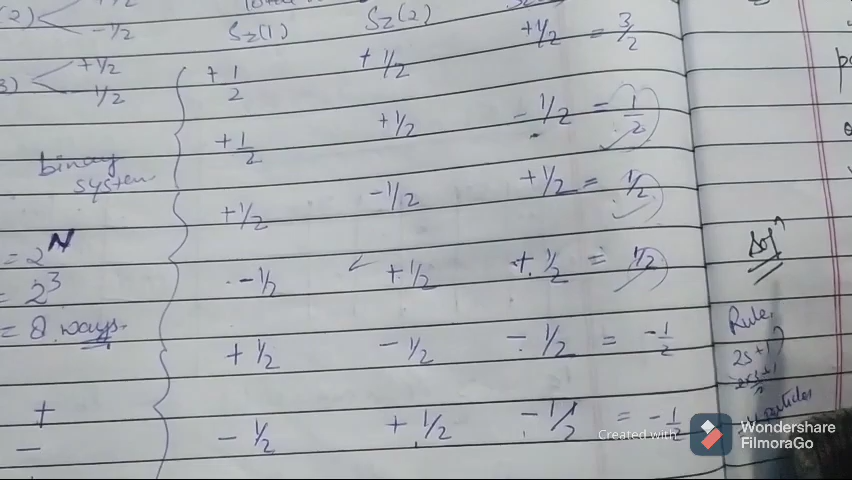 (2) +1/2
- 1/2
Sz(1) Sz(2)
3) +1/2
1/2
+ 1/2 + 1/2 +1/2 = 3/2
+ 1/2 +1/2 - 1/2 = 1/2
binary
system
+1/2 -1/2 +1/2 = 1/2
= 2^N
= 2^3
= 8 ways.
- 1/2 + 1/2 + 1/2 = 1/2
+ 1/2 - 1/2 - 1/2 = - 1/2
+
-
- 1/2 + 1/2 - 1/2 = - 1/2
Rule
2s+1
Created with
Wondershare
FilmoraGo